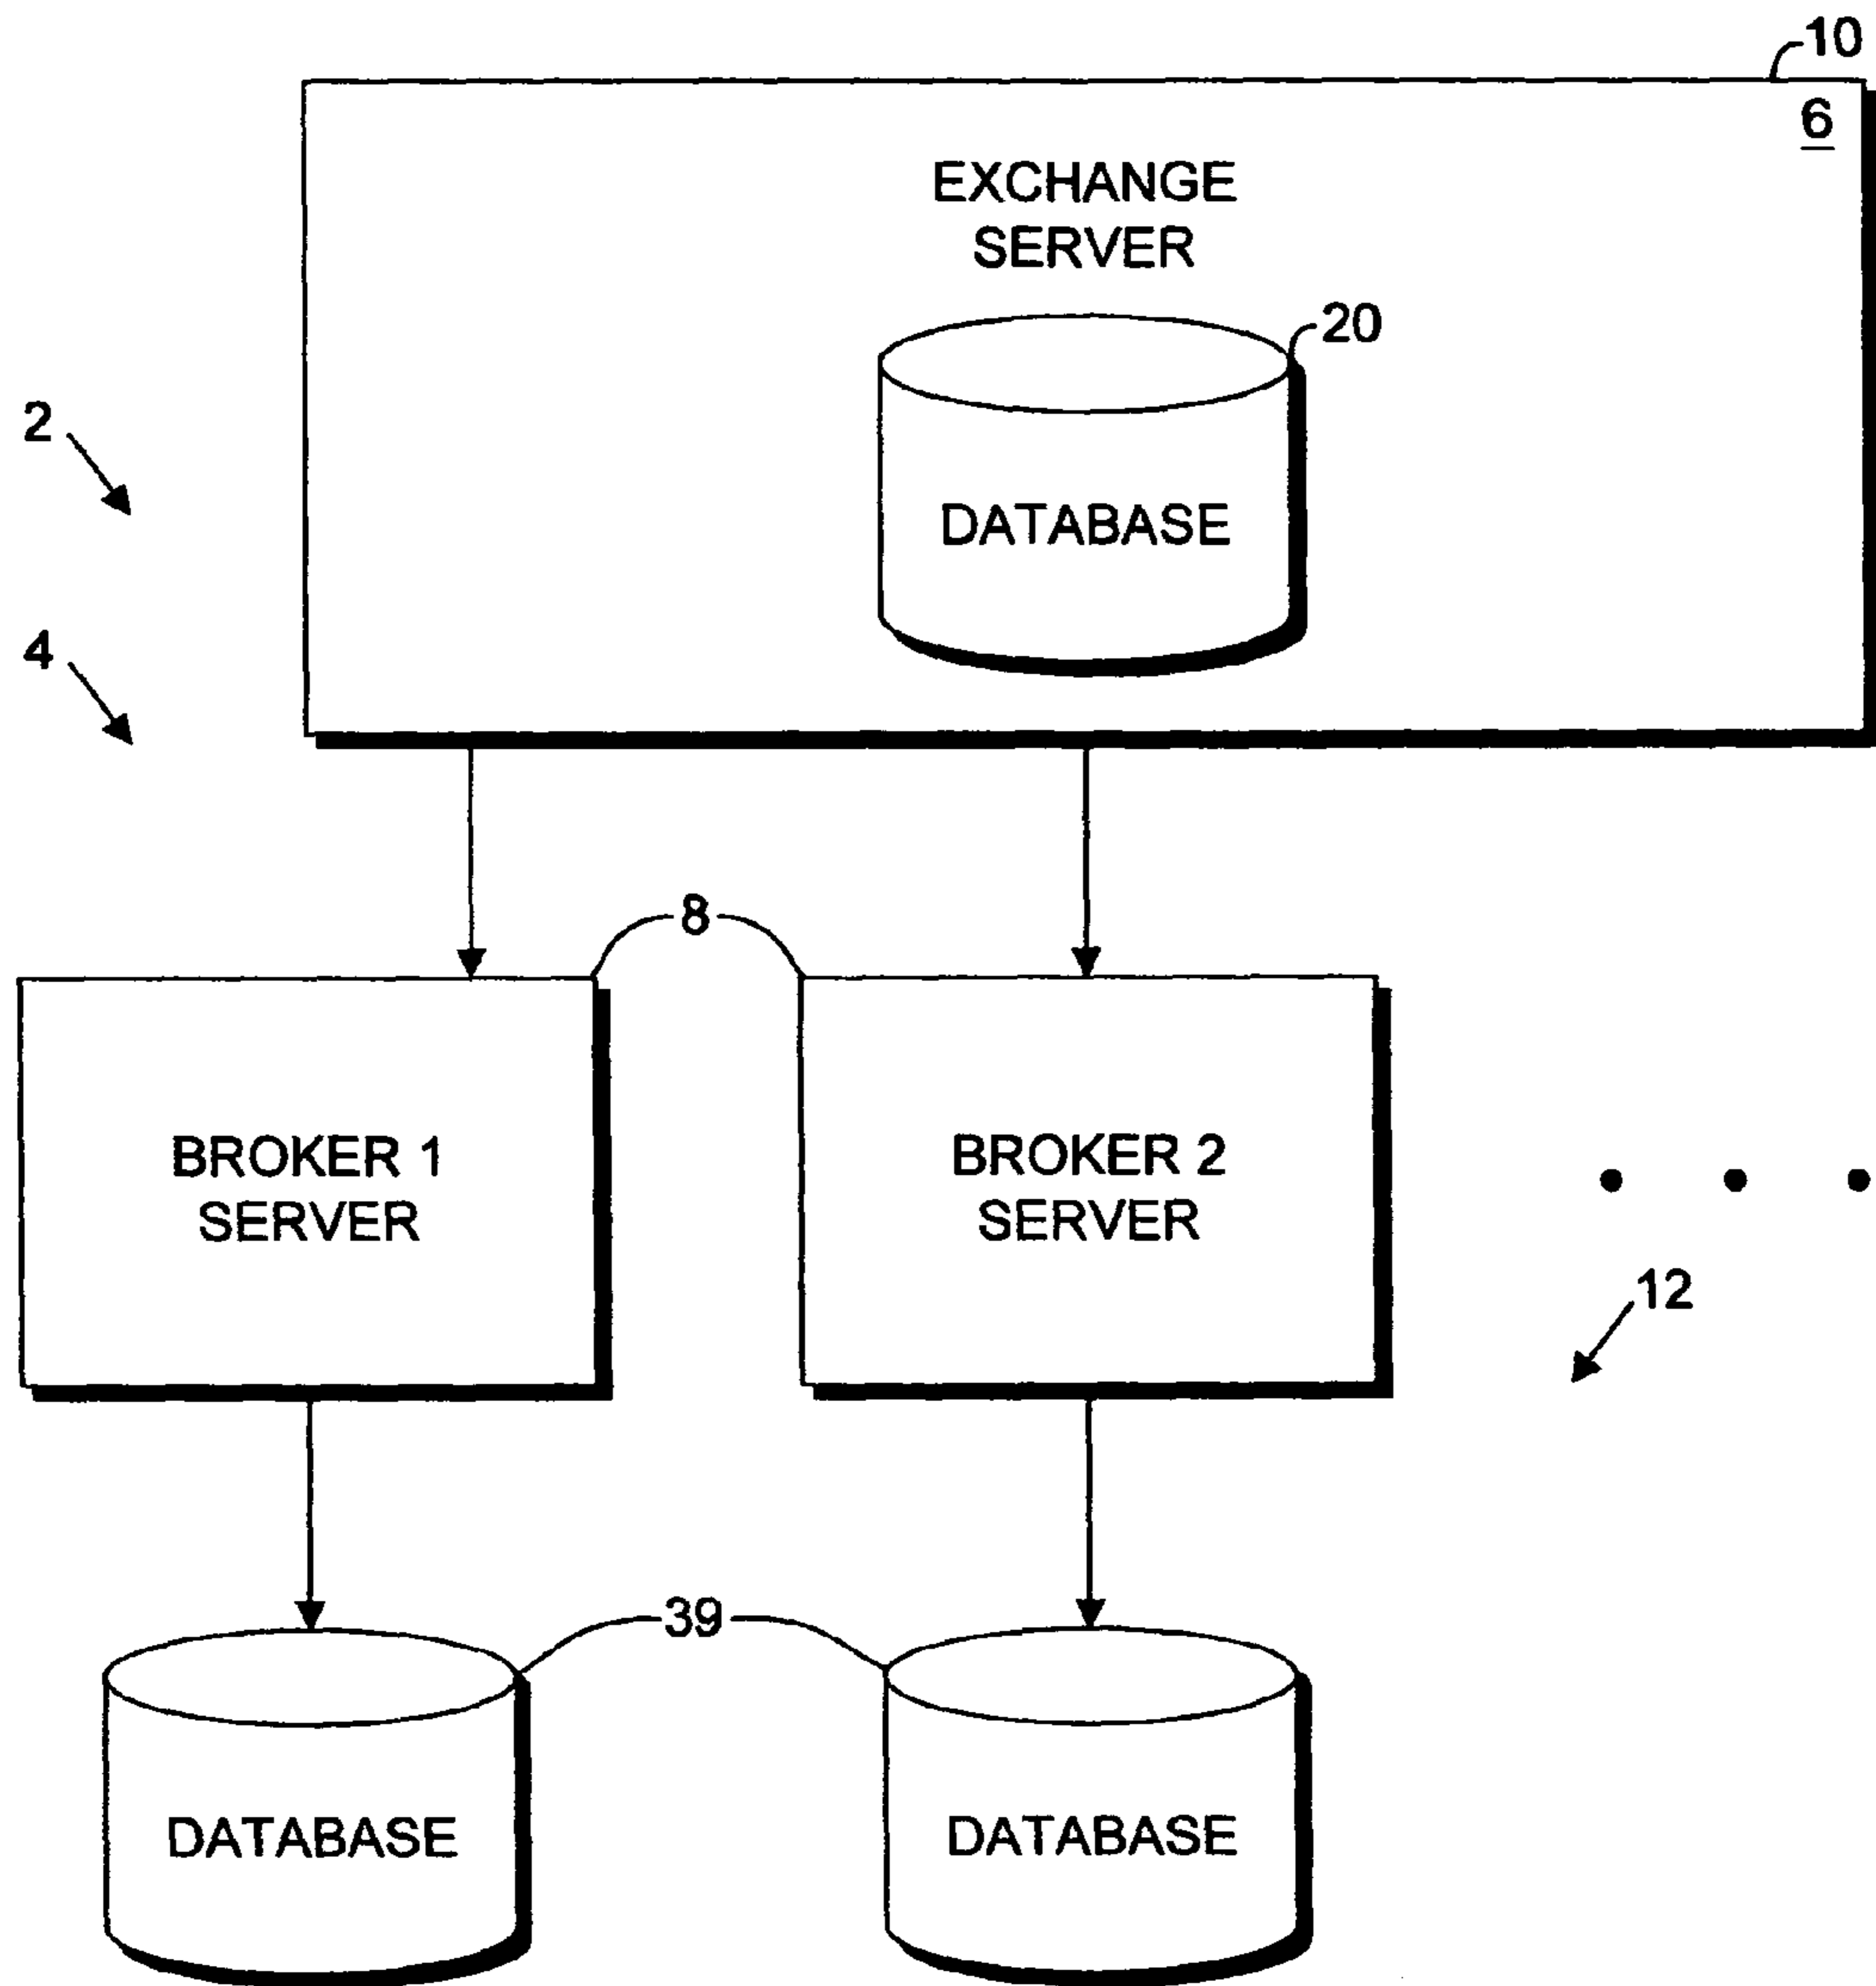 10
6
EXCHANGE
SERVER
20
2
DATABASE
4
8
BROKER 1
SERVER
BROKER 2
SERVER
12
39
DATABASE
DATABASE